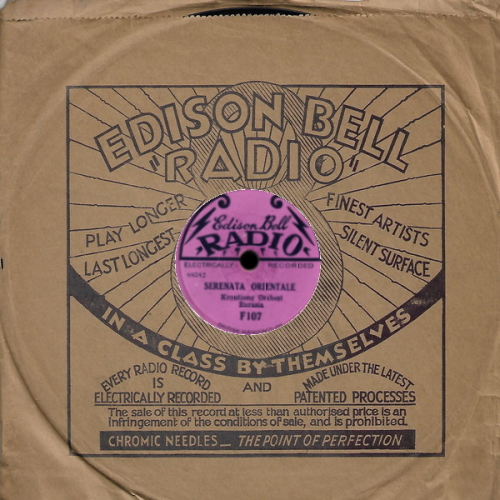 EDISON BELL
"RADIO"
PLAY LONGER
LAST LONGEST
FINEST ARTISTS
SILENT SURFACE
Edison Bell
RADIO
ELECTRICALLY RECORDED
SERENATA ORIENTALE
F107
IN A CLASS BY THEMSELVES
EVERY RADIO RECORD
IS
ELECTRICALLY RECORDED
AND
MADE UNDER THE LATEST
PATENTED PROCESSES
The sale of this record at less than authorised price is an
infringement of the conditions of sale, and is prohibited.
CHROMIC NEEDLES_ THE POINT OF PERFECTION